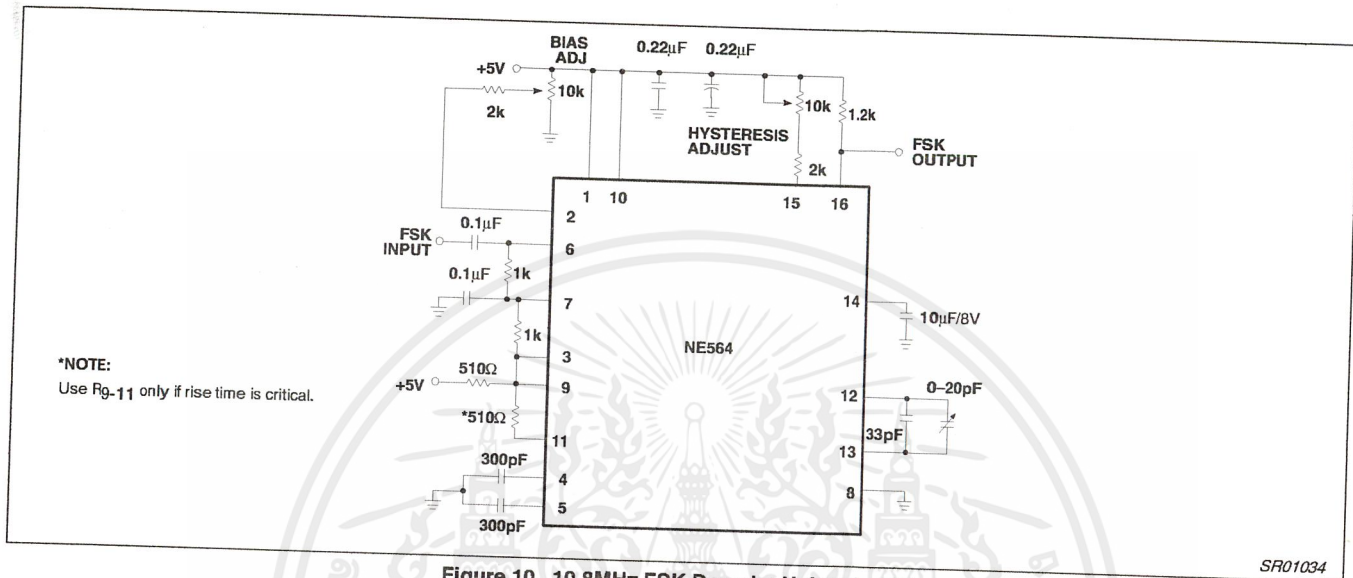 BIAS
ADJ
0.22µF
0.22µF
+5V
10k
2k
10k
1.2k
HYSTERESIS
ADJUST
2k
FSK
OUTPUT
1
10
15
16
2
0.1µF
FSK
INPUT
6
1k
0.1µF
7
14
10µF/8V
1k
NE564
3
*NOTE:
Use R9-11 only if rise time is critical.
510Ω
+5V
9
0–20pF
12
*510Ω
33pF
11
13
300pF
4
8
5
300pF
SR01034